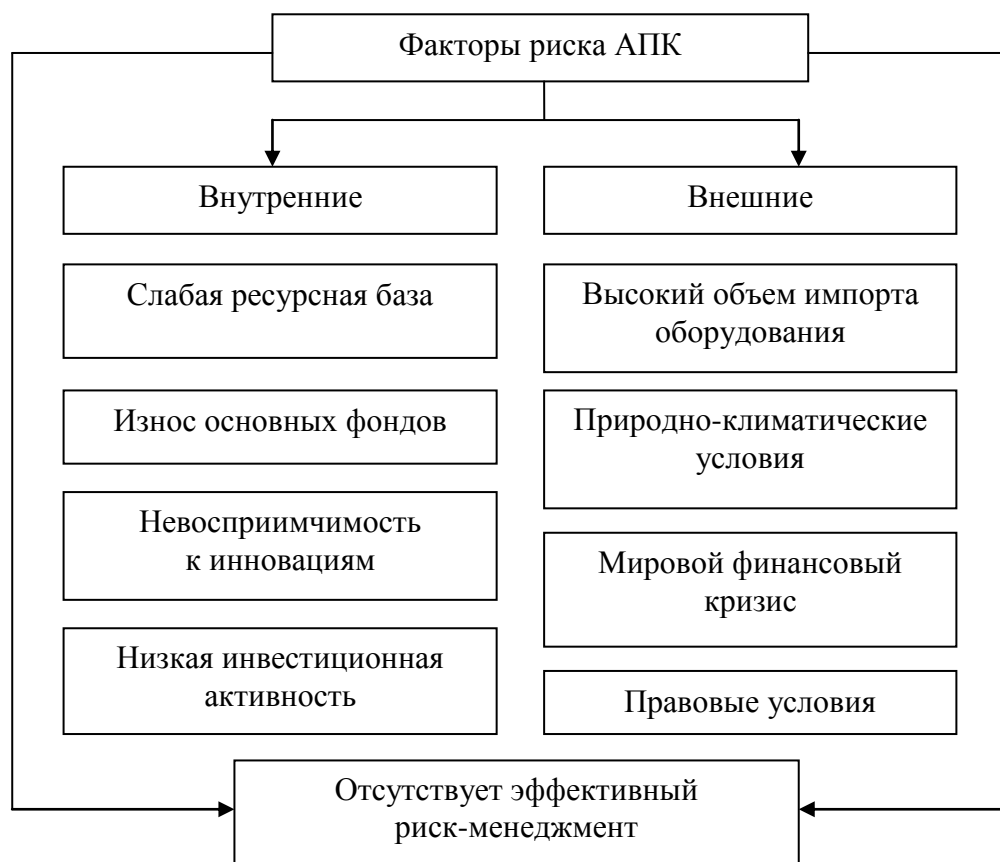 Факторы риска АПК
Внутренние
Слабая ресурсная база
Износ основных фондов
Невосприимчимость
к инновациям
Низкая инвестиционная
активность
Внешние
Высокий объем импорта
оборудования
Природно-климатические
условия
Мировой финансовый
кризис
Правовые условия
Отсутствует эффективный
риск-менеджмент